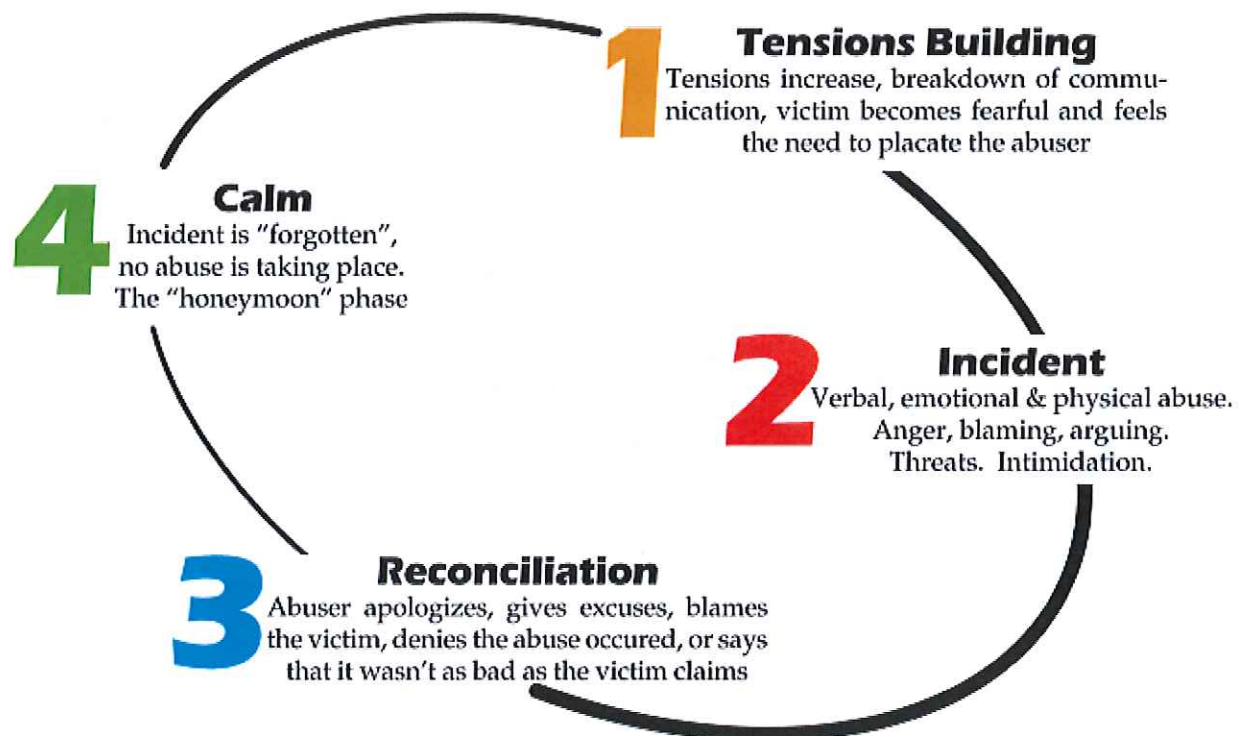 1
Tensions Building
Tensions increase, breakdown of commu-
nication, victim becomes fearful and feels
the need to placate the abuser
2
Incident
Verbal, emotional & physical abuse.
Anger, blaming, arguing.
Threats. Intimidation.
3
Reconciliation
Abuser apologizes, gives excuses, blames
the victim, denies the abuse occured, or says
that it wasn't as bad as the victim claims
4
Calm
Incident is "forgotten",
no abuse is taking place.
The "honeymoon" phase